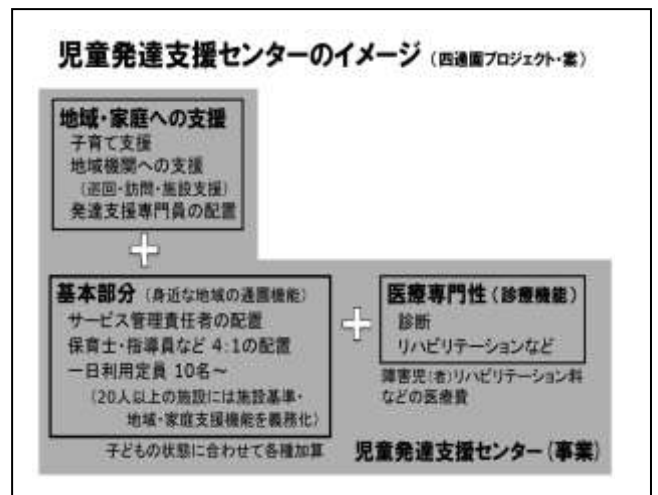 児童発達支援センターのイメージ（四通園プロジェクト・案）
地域・家庭への支援
子育て支援
地域機関への支援
（巡回・訪問・施設支援）
発達支援専門員の配置
＋
基本部分（身近な地域の通園機能）
サービス管理責任者の配置
保育士・指導員など 4:1の配置
一日利用定員 10名～
（20人以上の施設には施設基準・
地域・家庭支援機能を義務化）
子どもの状態に合わせて各種加算
＋
医療専門性（診療機能）
診断
リハビリテーションなど
障害児（者）リハビリテーション料
などの医療費
児童発達支援センター（事業）